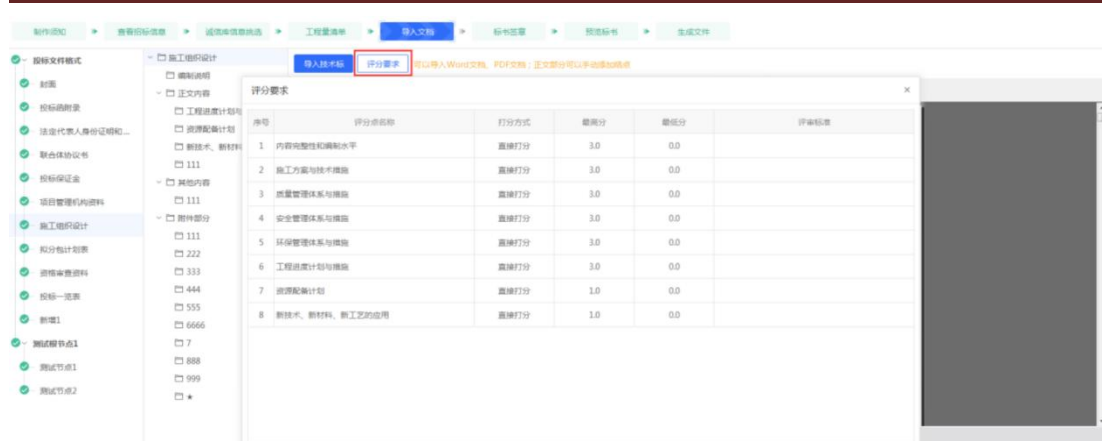 制作须知 查看招标信息 诚信库信息挑选 工程量清单 导入文档 标书签章 预览标书 生成文件
投标文件格式
封面
投标函附录
法定代表人身份证明和...
联合体协议书
投标保证金
项目管理机构资料
施工组织设计
拟分包计划表
资格审查资料
投标一览表
新增1
测试根节点1
测试节点1
测试节点2
施工组织设计
编制说明
正文内容
工程进度计划与
资源配备计划
新技术、新材料
111
其他内容
111
附件部分
111
222
333
444
555
6666
7
888
999
★
导入技术标 评分要求 可以导入Word文档、PDF文档；正文部分可以手动添加结点
评分要求 ×
序号 评分点名称 打分方式 最高分 最低分 评审标准
1 内容完整性和编制水平 直接打分 3.0 0.0
2 施工方案与技术措施 直接打分 3.0 0.0
3 质量管理体系与措施 直接打分 3.0 0.0
4 安全管理体系与措施 直接打分 3.0 0.0
5 环保管理体系与措施 直接打分 3.0 0.0
6 工程进度计划与措施 直接打分 3.0 0.0
7 资源配备计划 直接打分 1.0 0.0
8 新技术、新材料、新工艺的应用 直接打分 1.0 0.0